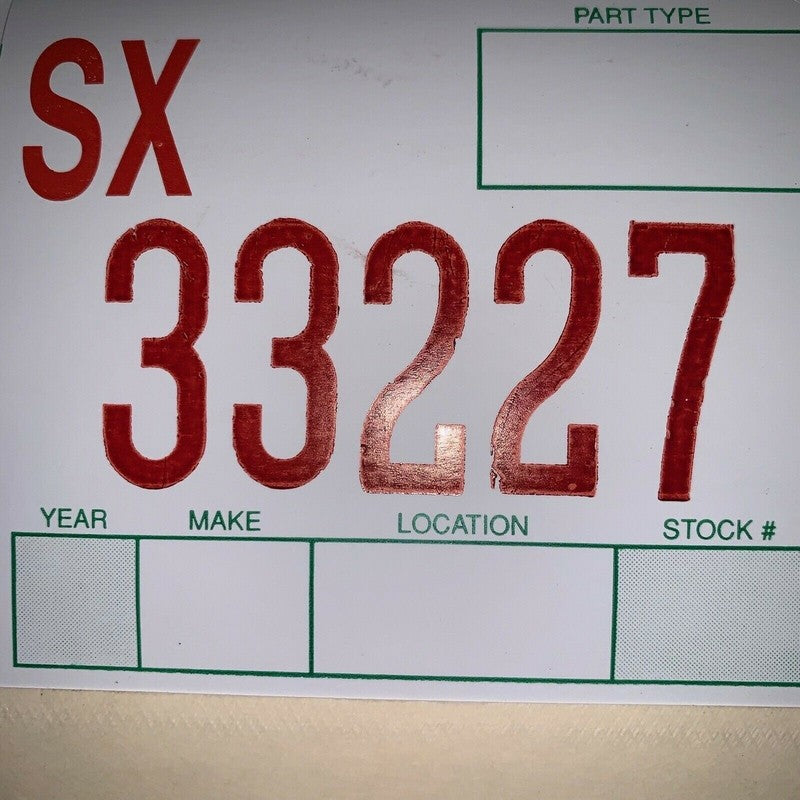 PART TYPE
SX
33227
YEAR MAKE LOCATION STOCK #